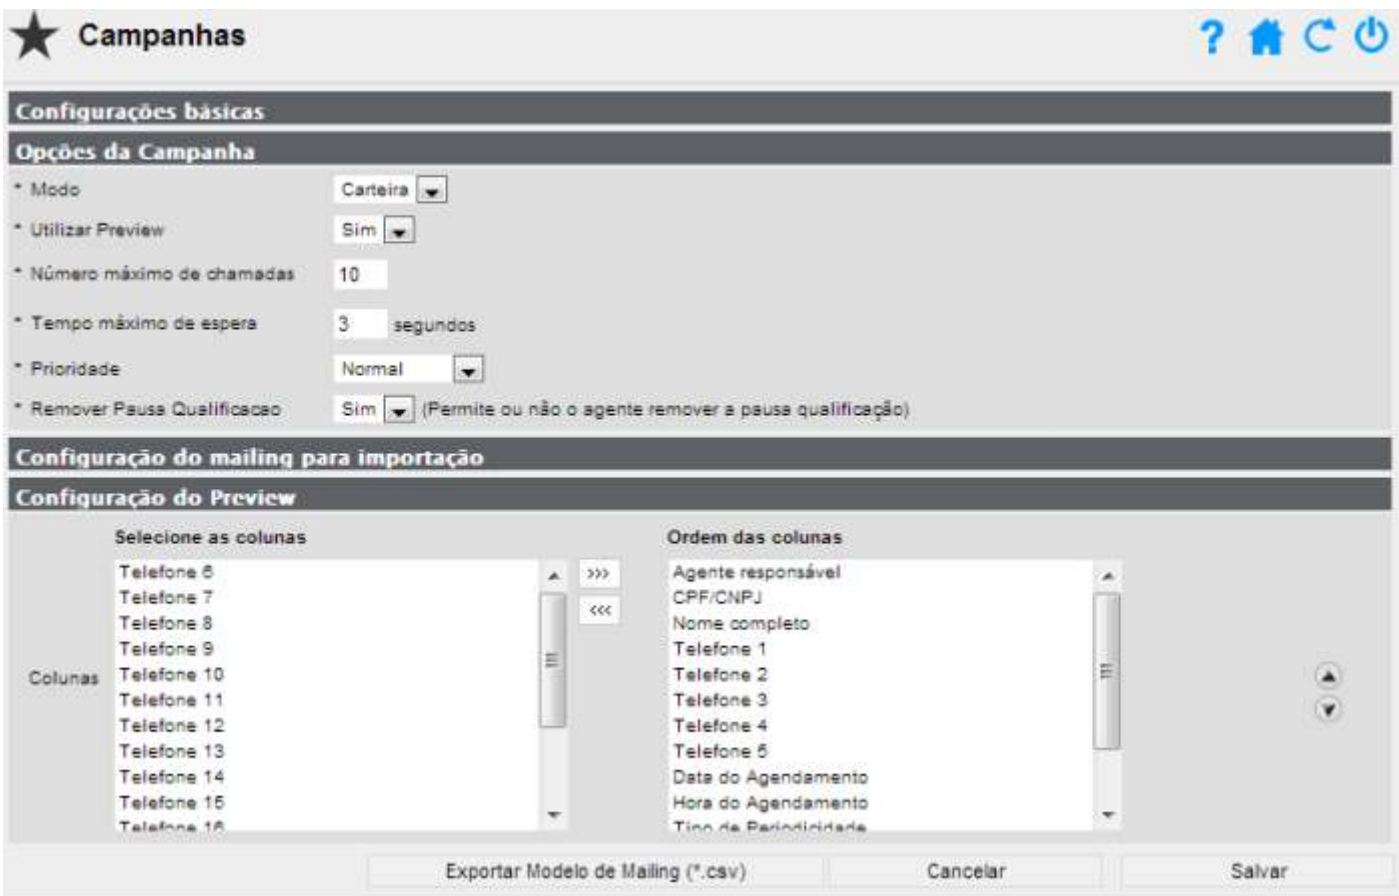 Campanhas
Configurações básicas
Opções da Campanha
* Modo Carteira
* Utilizar Preview Sim
* Número máximo de chamadas 10
* Tempo máximo de espera 3 segundos
* Prioridade Normal
* Remover Pausa Qualificacao Sim (Permite ou não o agente remover a pausa qualificação)
Configuração do mailing para importação
Configuração do Preview
Selecione as colunas Ordem das colunas
Colunas
Telefone 6
Telefone 7
Telefone 8
Telefone 9
Telefone 10
Telefone 11
Telefone 12
Telefone 13
Telefone 14
Telefone 15
Telefone 16
>>>
<<<
Agente responsável
CPF/CNPJ
Nome completo
Telefone 1
Telefone 2
Telefone 3
Telefone 4
Telefone 5
Data do Agendamento
Hora do Agendamento
Tipo de Periodicidade
Exportar Modelo de Mailing (*.csv) Cancelar Salvar